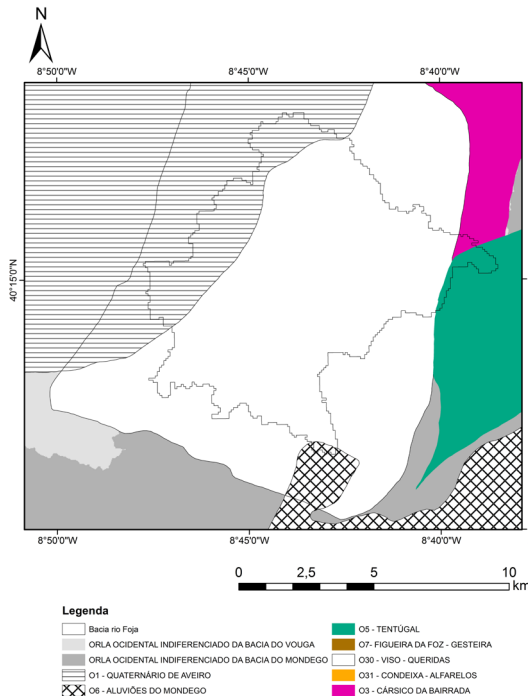 N
8°50'0"W 8°45'0"W 8°40'0"W
40°15'0"N
8°50'0"W 8°45'0"W 8°40'0"W
0 2,5 5 10
km
Legenda
Bacia rio Foja
ORLA OCIDENTAL INDIFERENCIADO DA BACIA DO VOUGA
ORLA OCIDENTAL INDIFERENCIADO DA BACIA DO MONDEGO
O1 - QUATERNÁRIO DE AVEIRO
O6 - ALUVIÕES DO MONDEGO
O5 - TENTÚGAL
O7- FIGUEIRA DA FOZ - GESTEIRA
O30 - VISO - QUERIDAS
O31 - CONDEIXA - ALFARELOS
O3 - CÁRSICO DA BAIRRADA